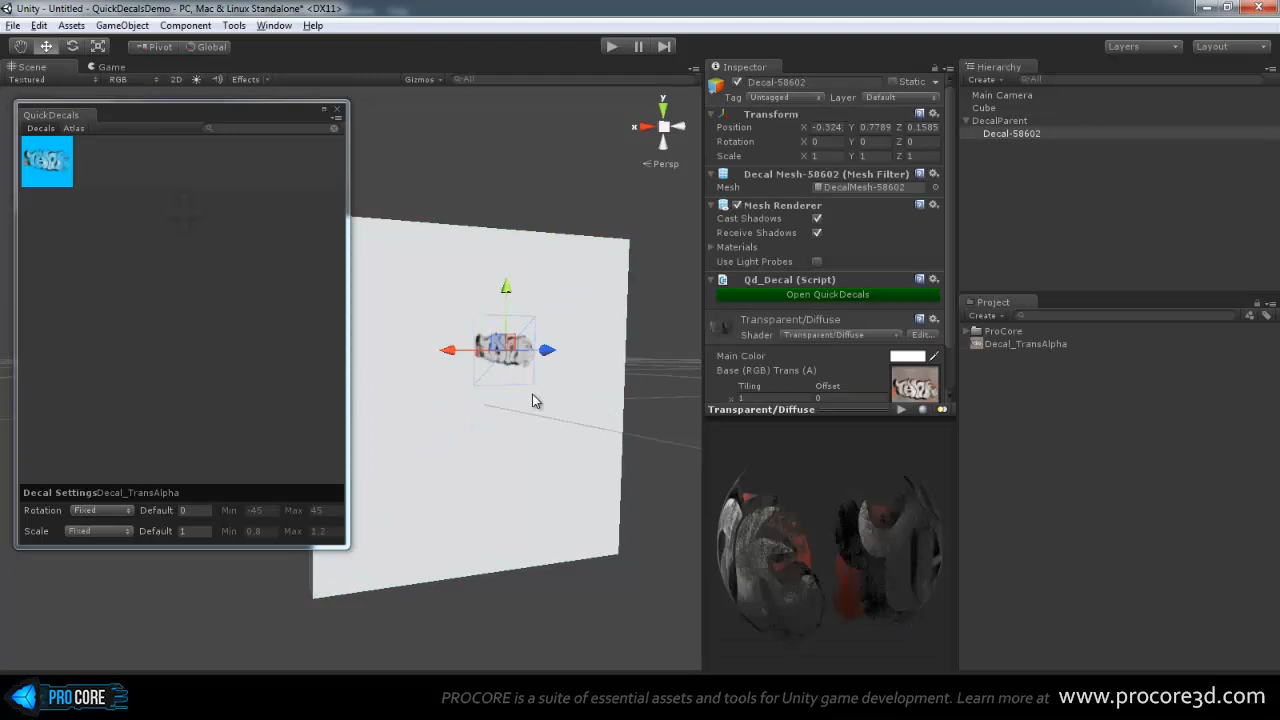 Unity - Untitled - QuickDecalsDemo - PC, Mac & Linux Standalone* <DX11>
File Edit Assets GameObject Component Tools Window Help
Pivot Global Layers Layout
Scene Game
Textured RGB 2D Effects Gizmos All
QuickDecals
Decals Atlas
Decal SettingsDecal_TransAlpha
Rotation Fixed Default 0 Min -45 Max 45
Scale Fixed Default 1 Min 0.8 Max 1.2
y
x
Persp
Inspector
Decal-58602 Static
Tag Untagged Layer Default
Transform
Position X -0.324 Y 0.7789 Z 0.1585
Rotation X 0 Y 0 Z 0
Scale X 1 Y 1 Z 1
Decal Mesh-58602 (Mesh Filter)
Mesh DecalMesh-58602
Mesh Renderer
Cast Shadows
Receive Shadows
Materials
Use Light Probes
Qd_Decal (Script)
Open QuickDecals
Transparent/Diffuse
Shader Transparent/Diffuse Edit...
Main Color
Base (RGB) Trans (A)
Tiling Offset
x 1 0
Transparent/Diffuse
Hierarchy
Create All
Main Camera
Cube
DecalParent
Decal-58602
Project
Create
ProCore
Decal_TransAlpha
PROCORE
PROCORE is a suite of essential assets and tools for Unity game development. Learn more at www.procore3d.com